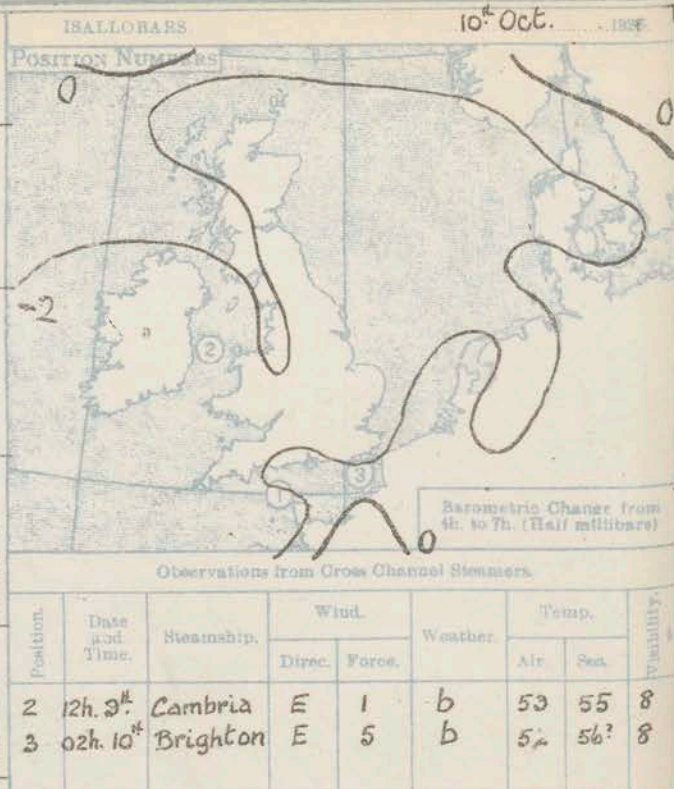 ISALLOBARS 10th Oct.
POSITION NUMBERS
0
0
-2
2
3
1
Barometric Change from
4h. to 7h. (Half millibars)
0
Observations from Cross Channel Steamers.
Position. Date and Time. Steamship. Wind. Weather. Temp. Visibility.
Direc. Force. Air Sea.
2 12h. 9th Cambria E 1 b 53 55 8
3 02h. 10th Brighton E 5 b 56? 8